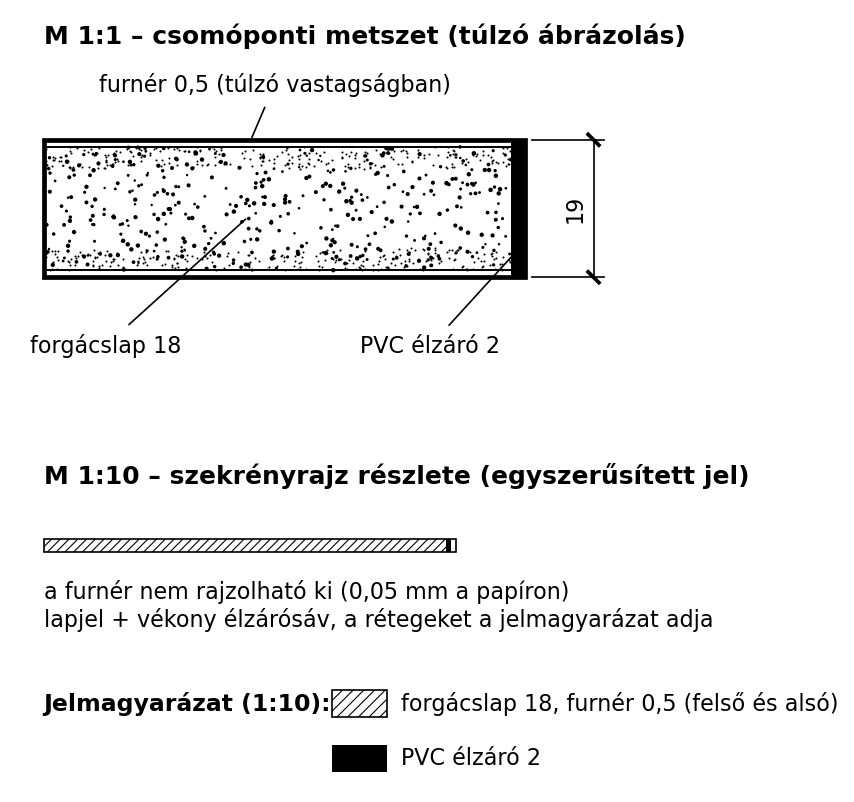 M 1:1 – csomóponti metszet (túlzó ábrázolás)
furnér 0,5 (túlzó vastagságban)
19
forgácslap 18
PVC élzáró 2
M 1:10 – szekrényrajz részlete (egyszerűsített jel)
a furnér nem rajzolható ki (0,05 mm a papíron)
lapjel + vékony élzárósáv, a rétegeket a jelmagyarázat adja
Jelmagyarázat (1:10): forgácslap 18, furnér 0,5 (felső és alsó)
PVC élzáró 2